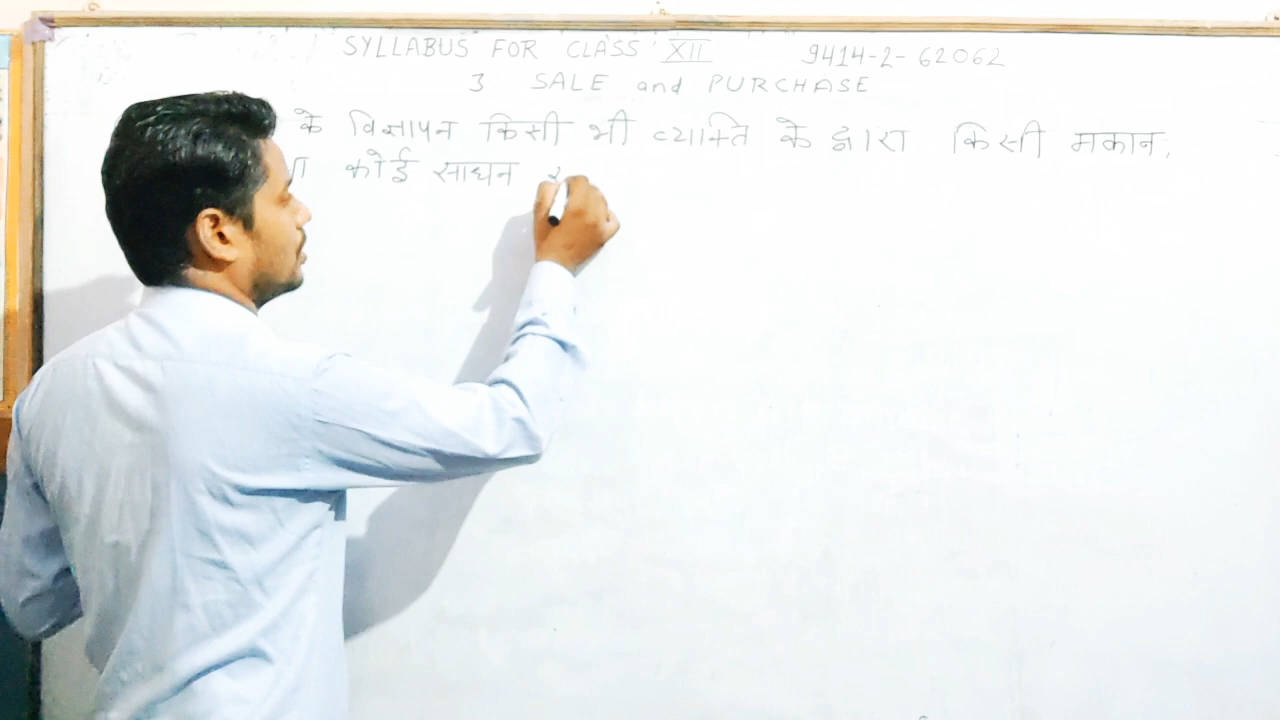 SYLLABUS FOR CLASS XII 9414-2-62062
3 SALE and PURCHASE
के विज्ञापन किसी भी व्यक्ति के द्वारा किसी मकान,
कोई साधन